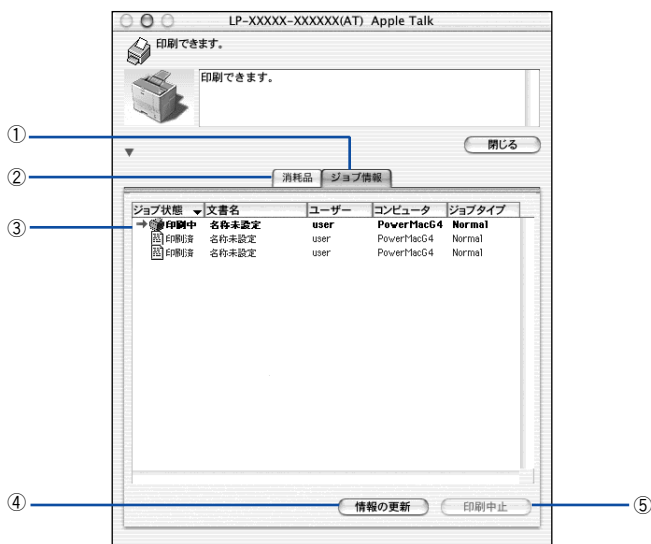 LP-XXXXX-XXXXXX(AT) Apple Talk
印刷できます。
印刷できます。
① 閉じる
② 消耗品 ジョブ情報
ジョブ状態 文書名 ユーザー コンピュータ ジョブタイプ
③ 印刷中 名称未設定 user PowerMacG4 Normal
印刷済 名称未設定 user PowerMacG4 Normal
印刷済 名称未設定 user PowerMacG4 Normal
④ 情報の更新 印刷中止 ⑤